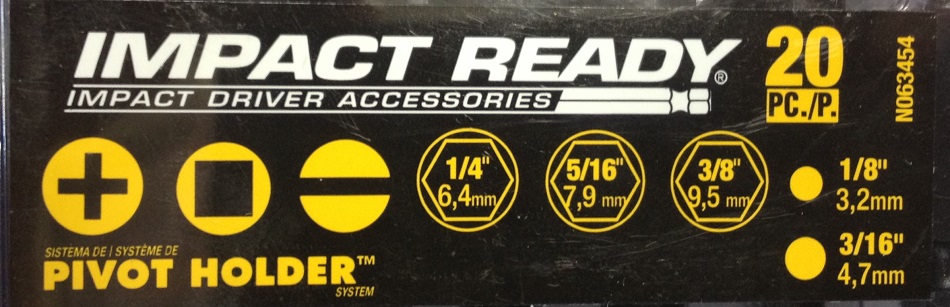 IMPACT READY®
IMPACT DRIVER ACCESSORIES
20
PC./P.
N063454
1/4"
6,4mm
5/16"
7,9 mm
3/8"
9,5 mm
1/8"
3,2mm
3/16"
4,7mm
SISTEMA DE | SYSTÈME DE
PIVOT HOLDER™
SYSTEM